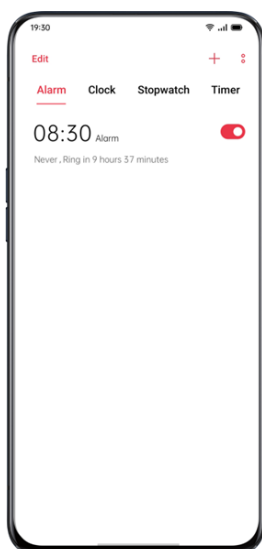 19:30
Edit
Alarm Clock Stopwatch Timer
08:30 Alarm
Never, Ring in 9 hours 37 minutes